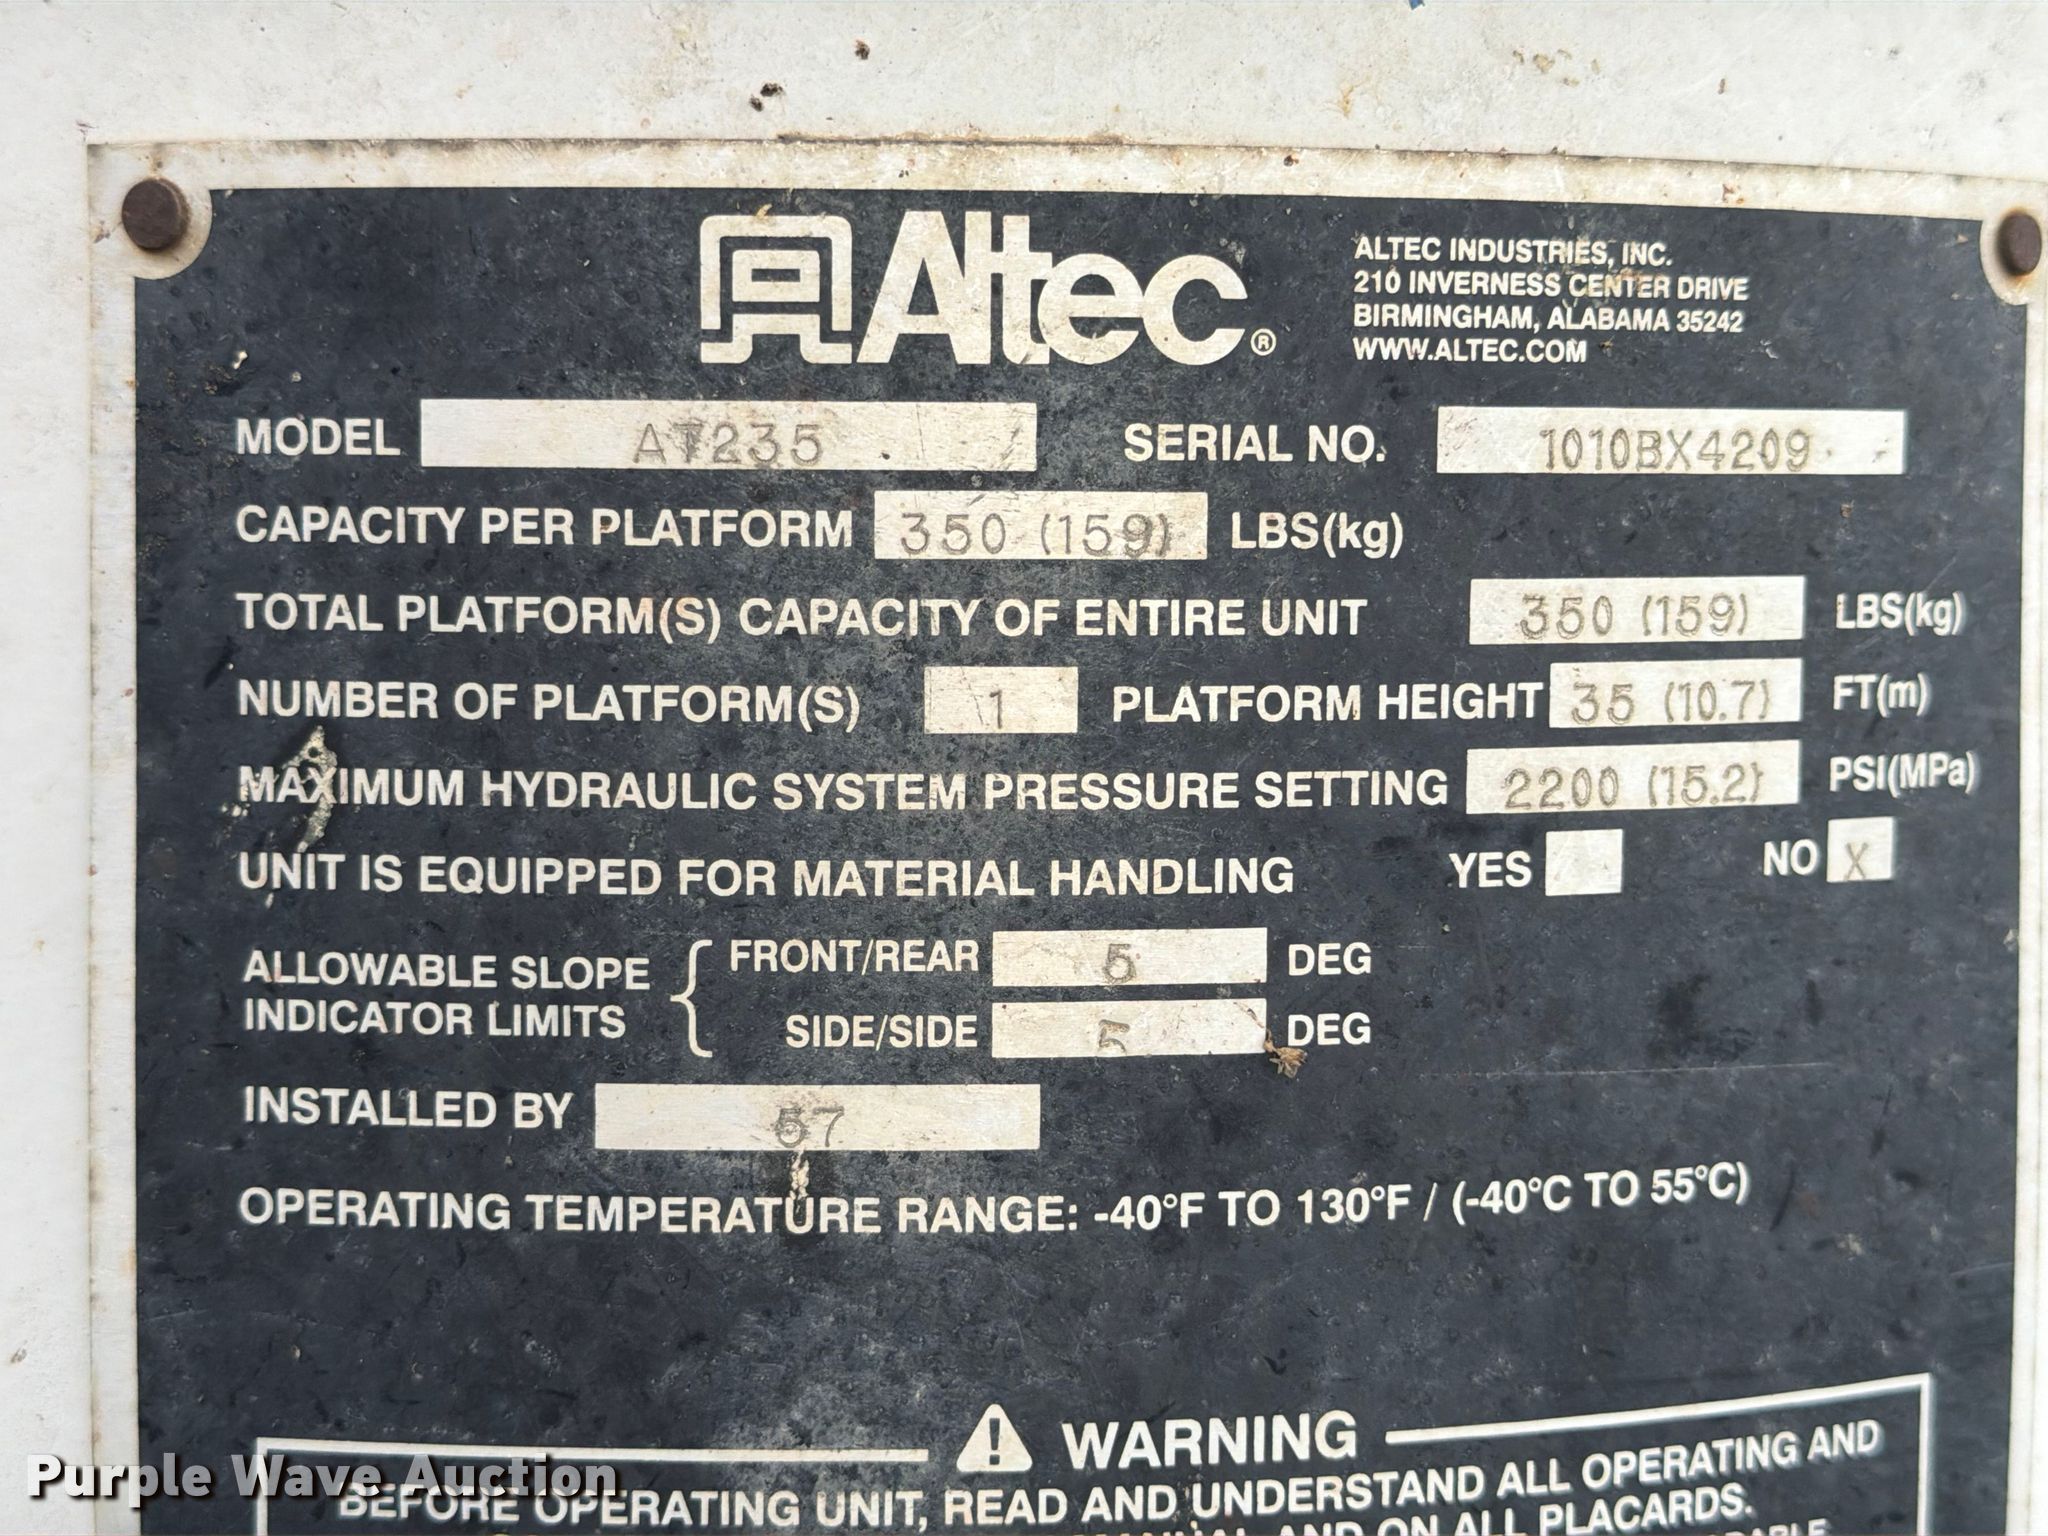 Altec®
ALTEC INDUSTRIES, INC.
210 INVERNESS CENTER DRIVE
BIRMINGHAM, ALABAMA 35242
WWW.ALTEC.COM
MODEL AT235 SERIAL NO. 1010BX4209
CAPACITY PER PLATFORM 350 (159) LBS(kg)
TOTAL PLATFORM(S) CAPACITY OF ENTIRE UNIT 350 (159) LBS(kg)
NUMBER OF PLATFORM(S) 1 PLATFORM HEIGHT 35 (10.7) FT(m)
MAXIMUM HYDRAULIC SYSTEM PRESSURE SETTING 2200 (15.2) PSI(MPa)
UNIT IS EQUIPPED FOR MATERIAL HANDLING YES NO X
ALLOWABLE SLOPE INDICATOR LIMITS
FRONT/REAR 5 DEG
SIDE/SIDE 5 DEG
INSTALLED BY 57
OPERATING TEMPERATURE RANGE: -40°F TO 130°F / (-40°C TO 55°C)
WARNING
BEFORE OPERATING UNIT, READ AND UNDERSTAND ALL OPERATING AND
AND ON ALL PLACARDS.
Purple Wave Auction